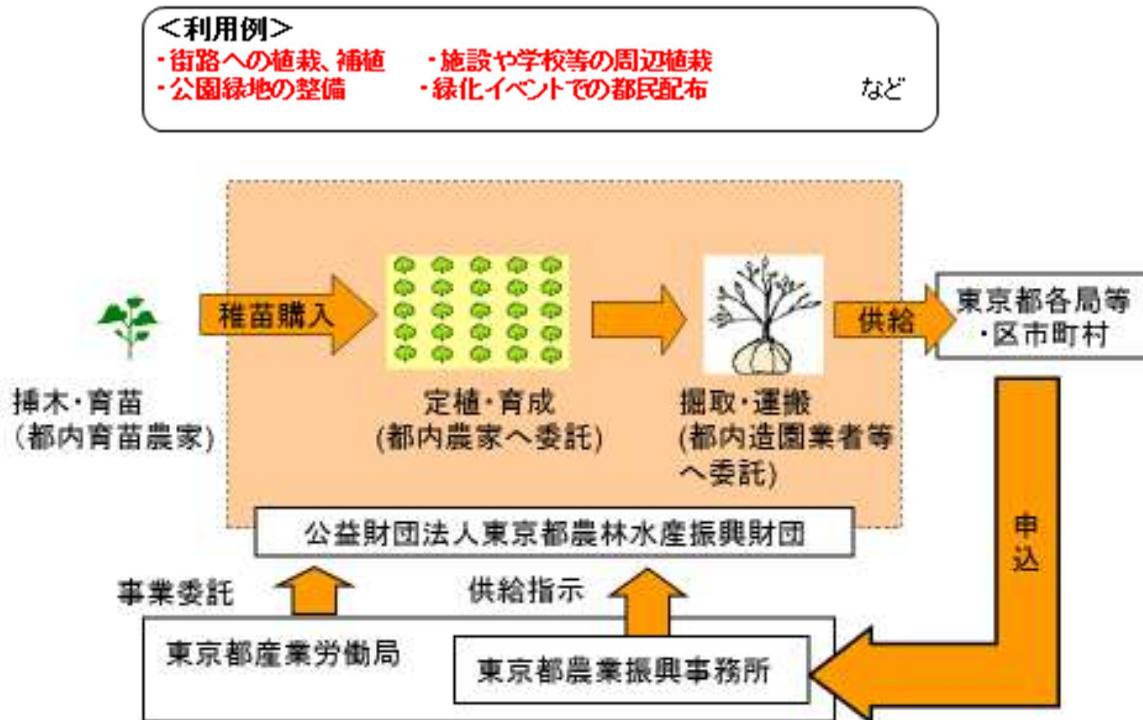 ＜利用例＞
・街路への植栽、補植　・施設や学校等の周辺植栽
・公園緑地の整備　・緑化イベントでの都民配布　など
稚苗購入
供給
東京都各局等
・区市町村
挿木・育苗
（都内育苗農家）
定植・育成
(都内農家へ委託)
掘取・運搬
(都内造園業者等
へ委託)
公益財団法人東京都農林水産振興財団
申込
事業委託
供給指示
東京都産業労働局
東京都農業振興事務所